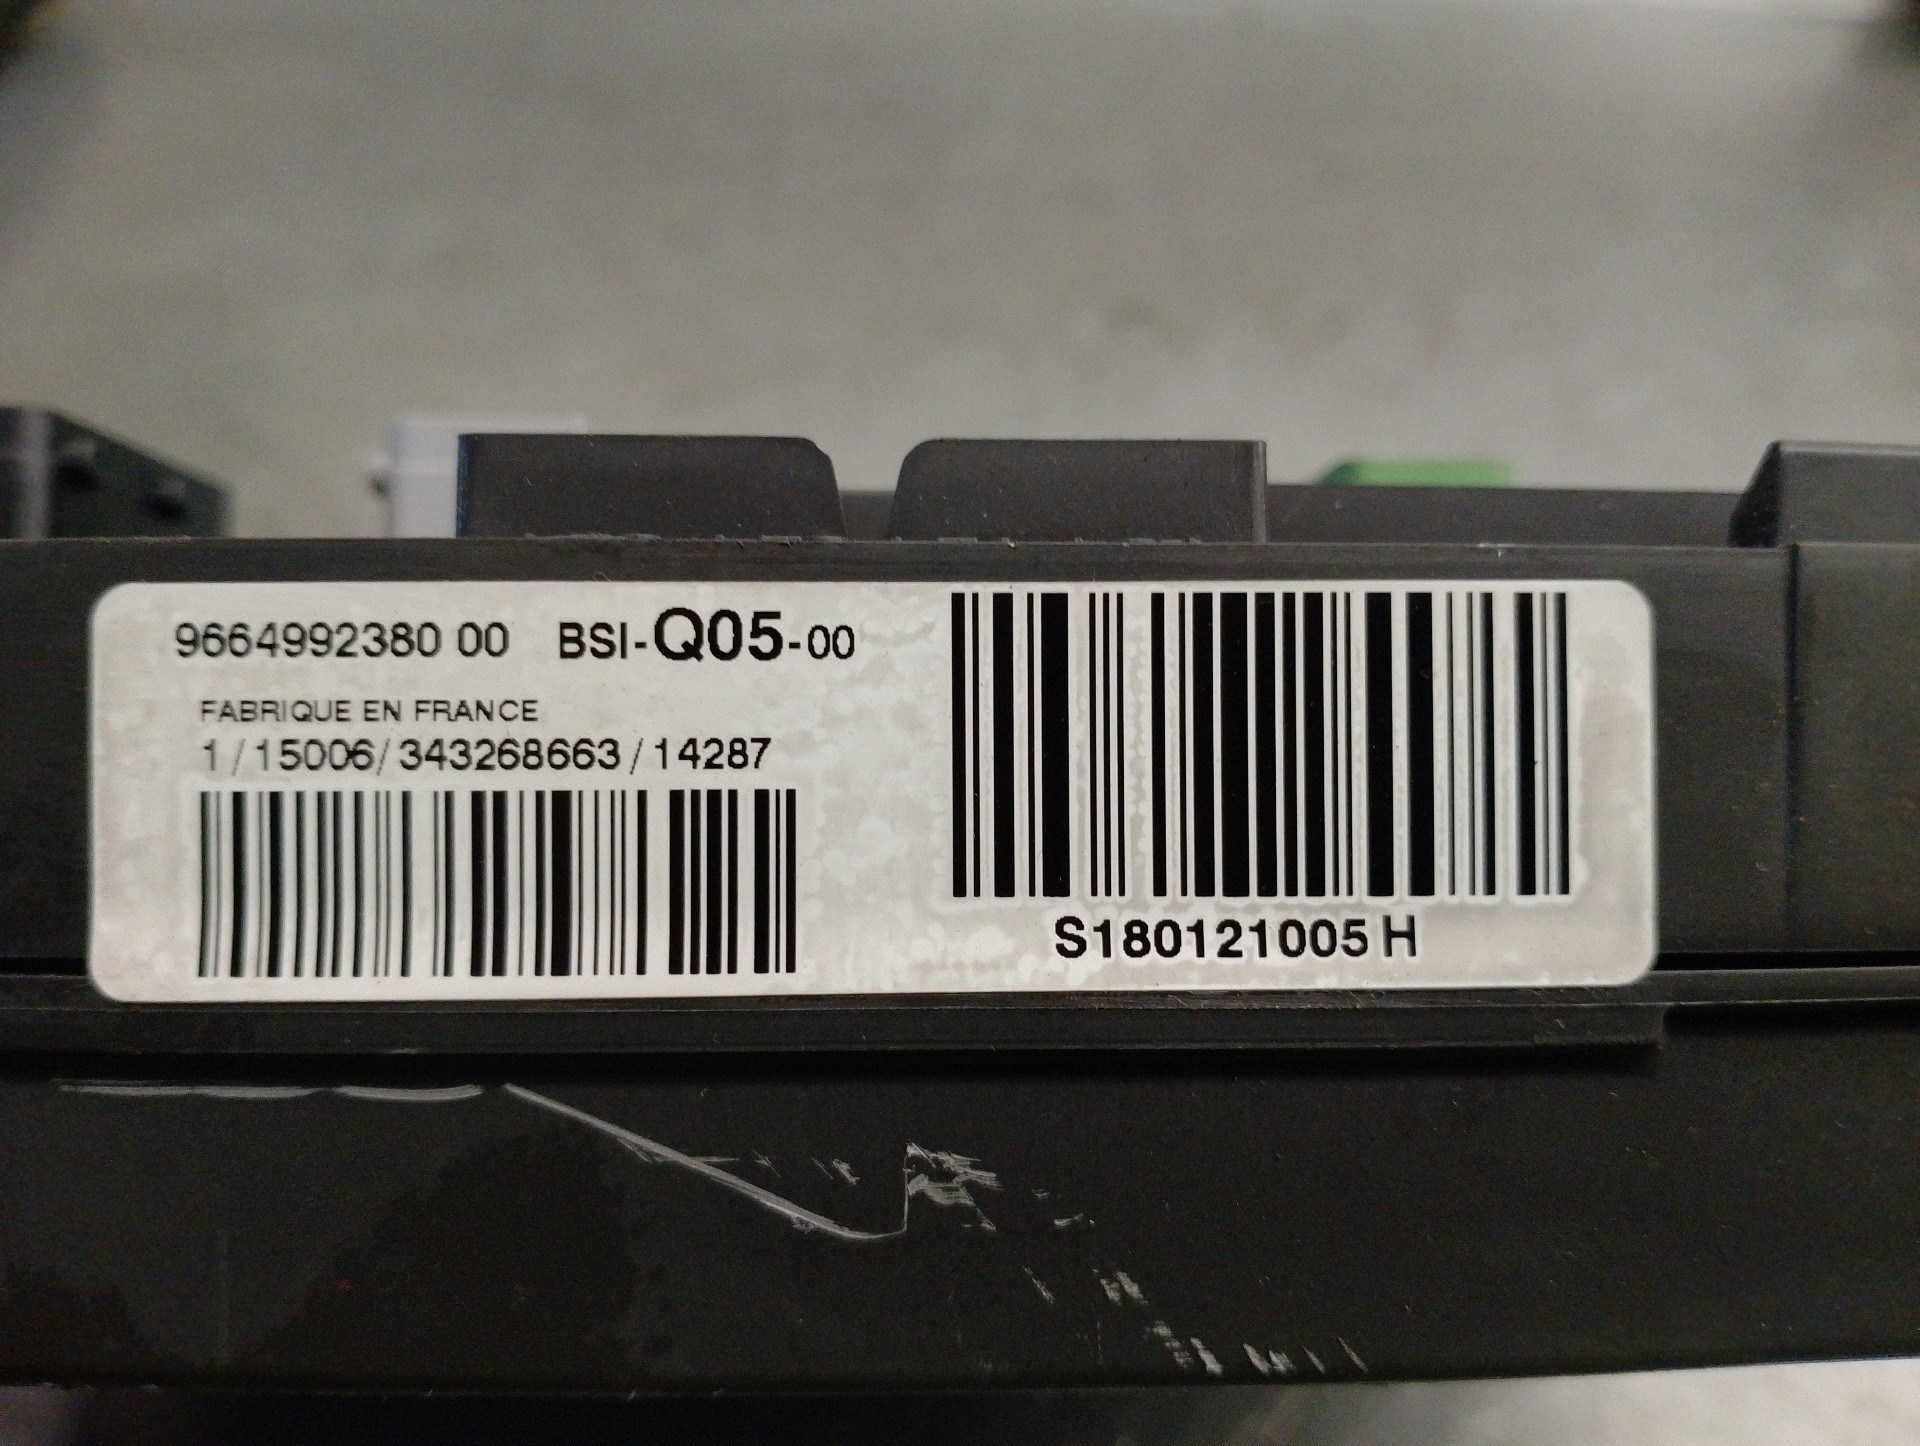 9664992380 00 BSI-Q05-00
FABRIQUE EN FRANCE
1/15006/343268663/14287
S180121005 H